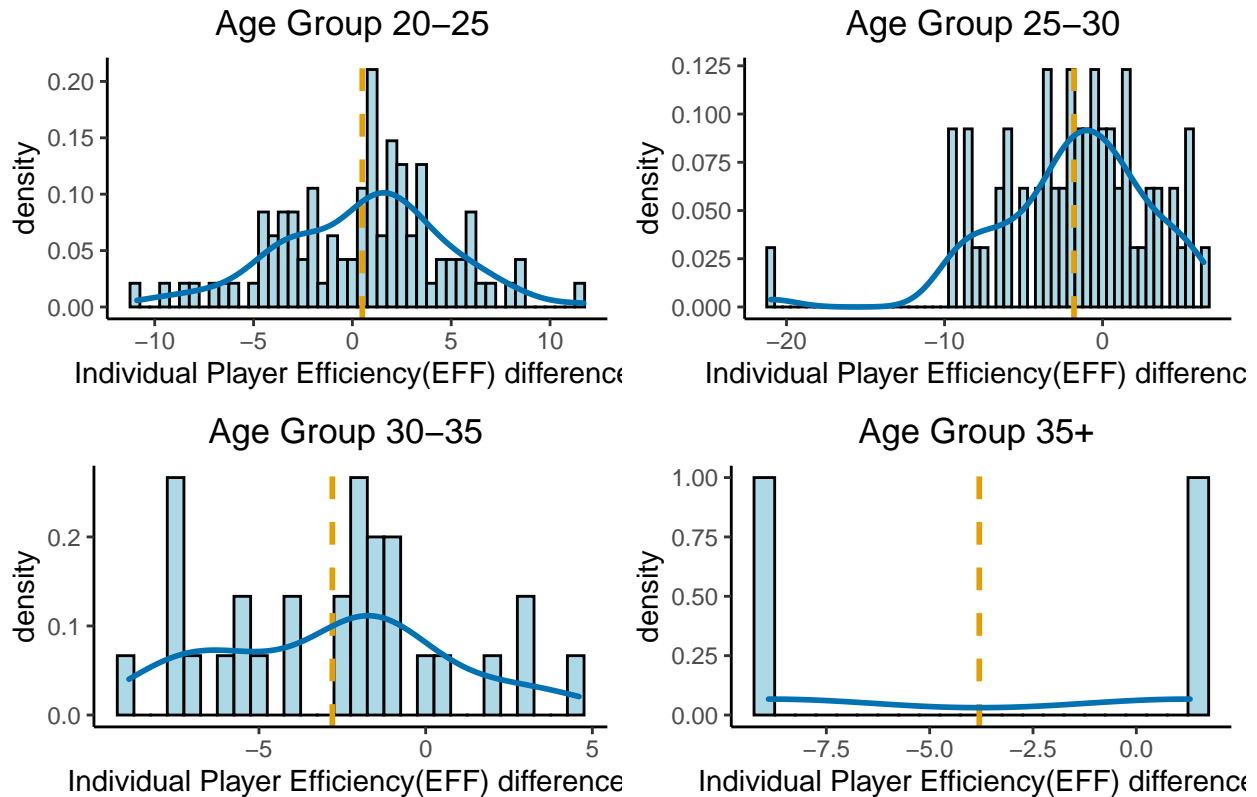 Age Group 20−25
density
0.20
0.15
0.10
0.05
0.00
−10 −5 0 5 10
Individual Player Efficiency(EFF) difference
Age Group 25−30
density
0.125
0.100
0.075
0.050
0.025
0.000
−20 −10 0
Individual Player Efficiency(EFF) difference
Age Group 30−35
density
0.2
0.1
0.0
−5 0 5
Individual Player Efficiency(EFF) difference
Age Group 35+
density
1.00
0.75
0.50
0.25
0.00
−7.5 −5.0 −2.5 0.0
Individual Player Efficiency(EFF) difference